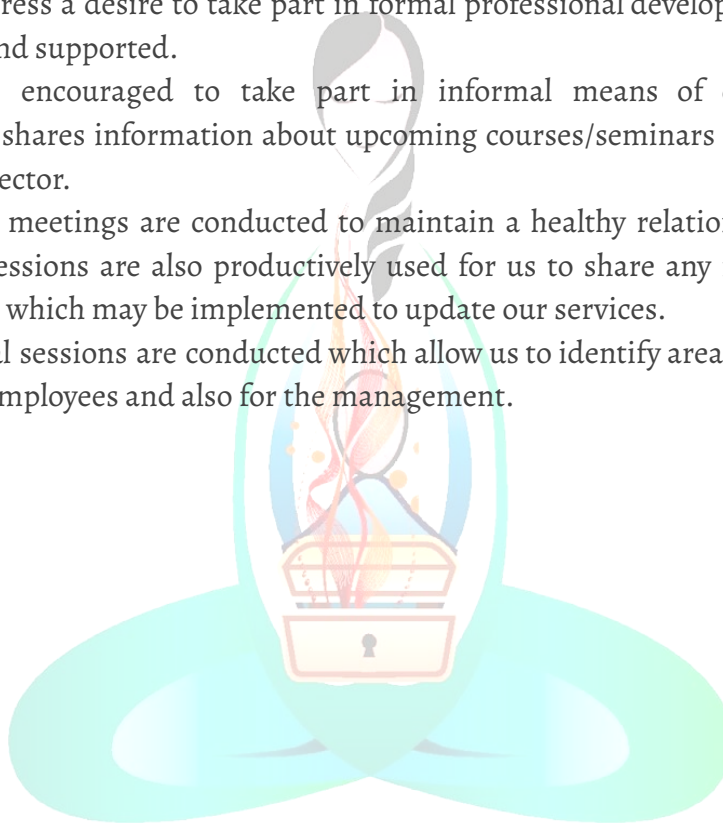 ress a desire to take part in formal professional develop
nd supported.
encouraged to take part in informal means of
shares information about upcoming courses/seminars
ector.
meetings are conducted to maintain a healthy relation
essions are also productively used for us to share any
which may be implemented to update our services.
l sessions are conducted which allow us to identify area
mployees and also for the management.